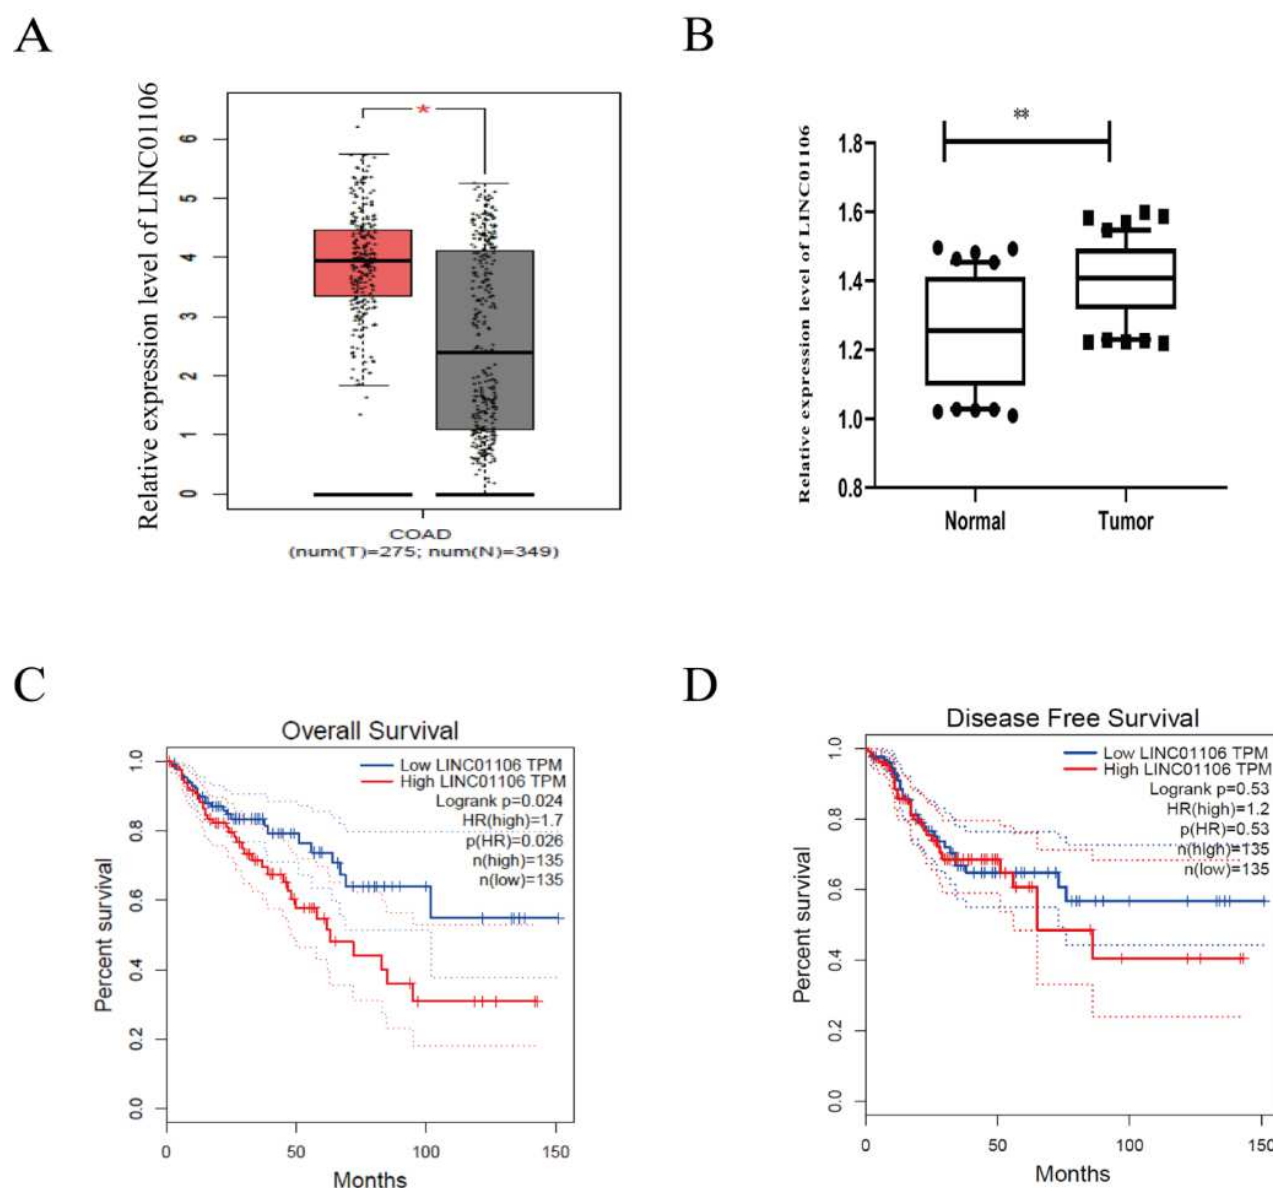 A
Relative expression level of LINC01106
6
5
4
3
2
1
0
*
COAD
(num(T)=275; num(N)=349)
B
Relative expression level of LINC01106
1.8
1.6
1.4
1.2
1.0
0.8
**
Normal
Tumor
C
Overall Survival
Percent survival
1.0
0.8
0.6
0.4
0.2
0.0
Low LINC01106 TPM
High LINC01106 TPM
Logrank p=0.024
HR(high)=1.7
p(HR)=0.026
n(high)=135
n(low)=135
0
50
100
150
Months
D
Disease Free Survival
Percent survival
1.0
0.8
0.6
0.4
0.2
0.0
Low LINC01106 TPM
High LINC01106 TPM
Logrank p=0.53
HR(high)=1.2
p(HR)=0.53
n(high)=135
n(low)=135
0
50
100
150
Months